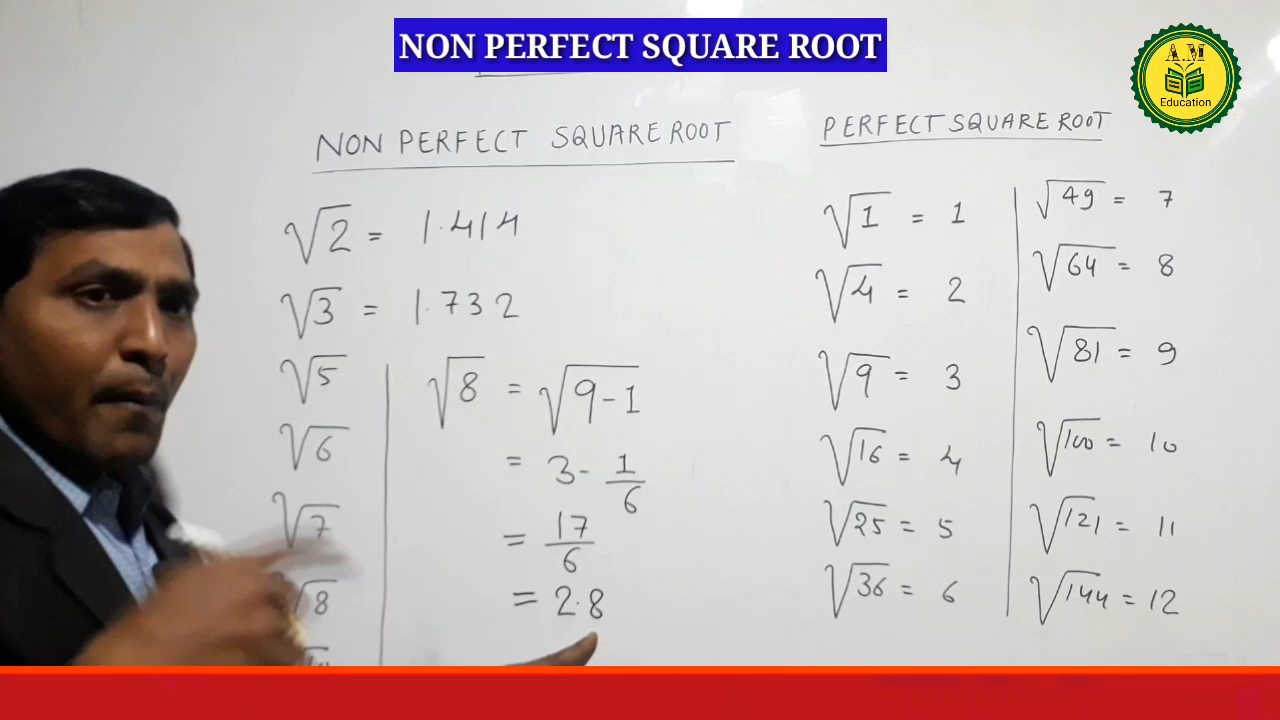 NON PERFECT SQUARE ROOT
A.M
Education
NON PERFECT SQUARE ROOT
√2 = 1.414
√3 = 1.732
√5
√6
√7
√8
√8 = √9-1
= 3 - 1/6
= 17/6
= 2.8
PERFECT SQUARE ROOT
√1 = 1
√4 = 2
√9 = 3
√16 = 4
√25 = 5
√36 = 6
√49 = 7
√64 = 8
√81 = 9
√100 = 10
√121 = 11
√144 = 12